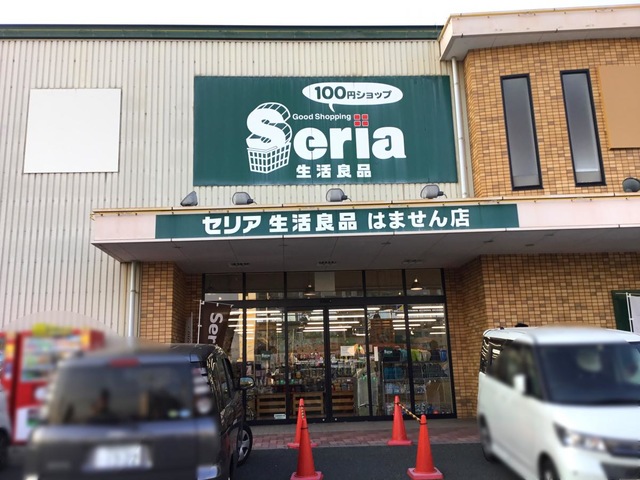 100円ショップ
Good Shopping
Seria
生活良品
セリア 生活良品 はません店
Seri